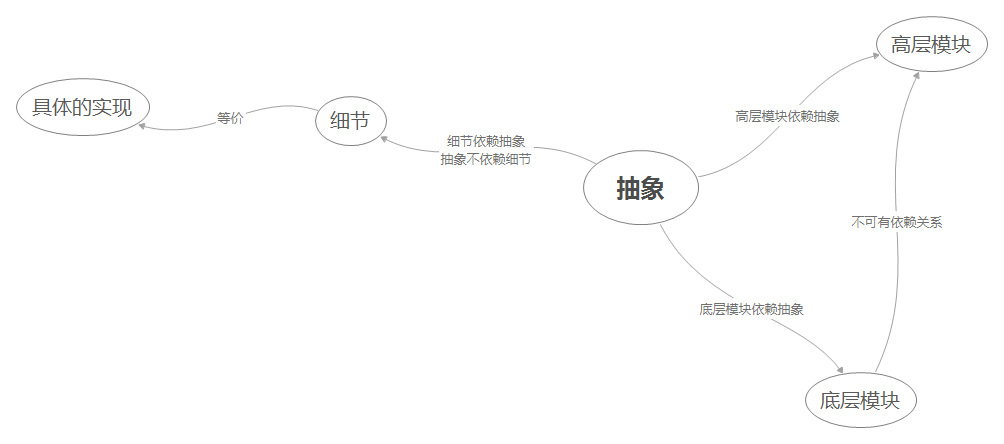 高层模块
具体的实现
等价
细节
高层模块依赖抽象
细节依赖抽象
抽象不依赖细节
抽象
不可有依赖关系
底层模块依赖抽象
底层模块